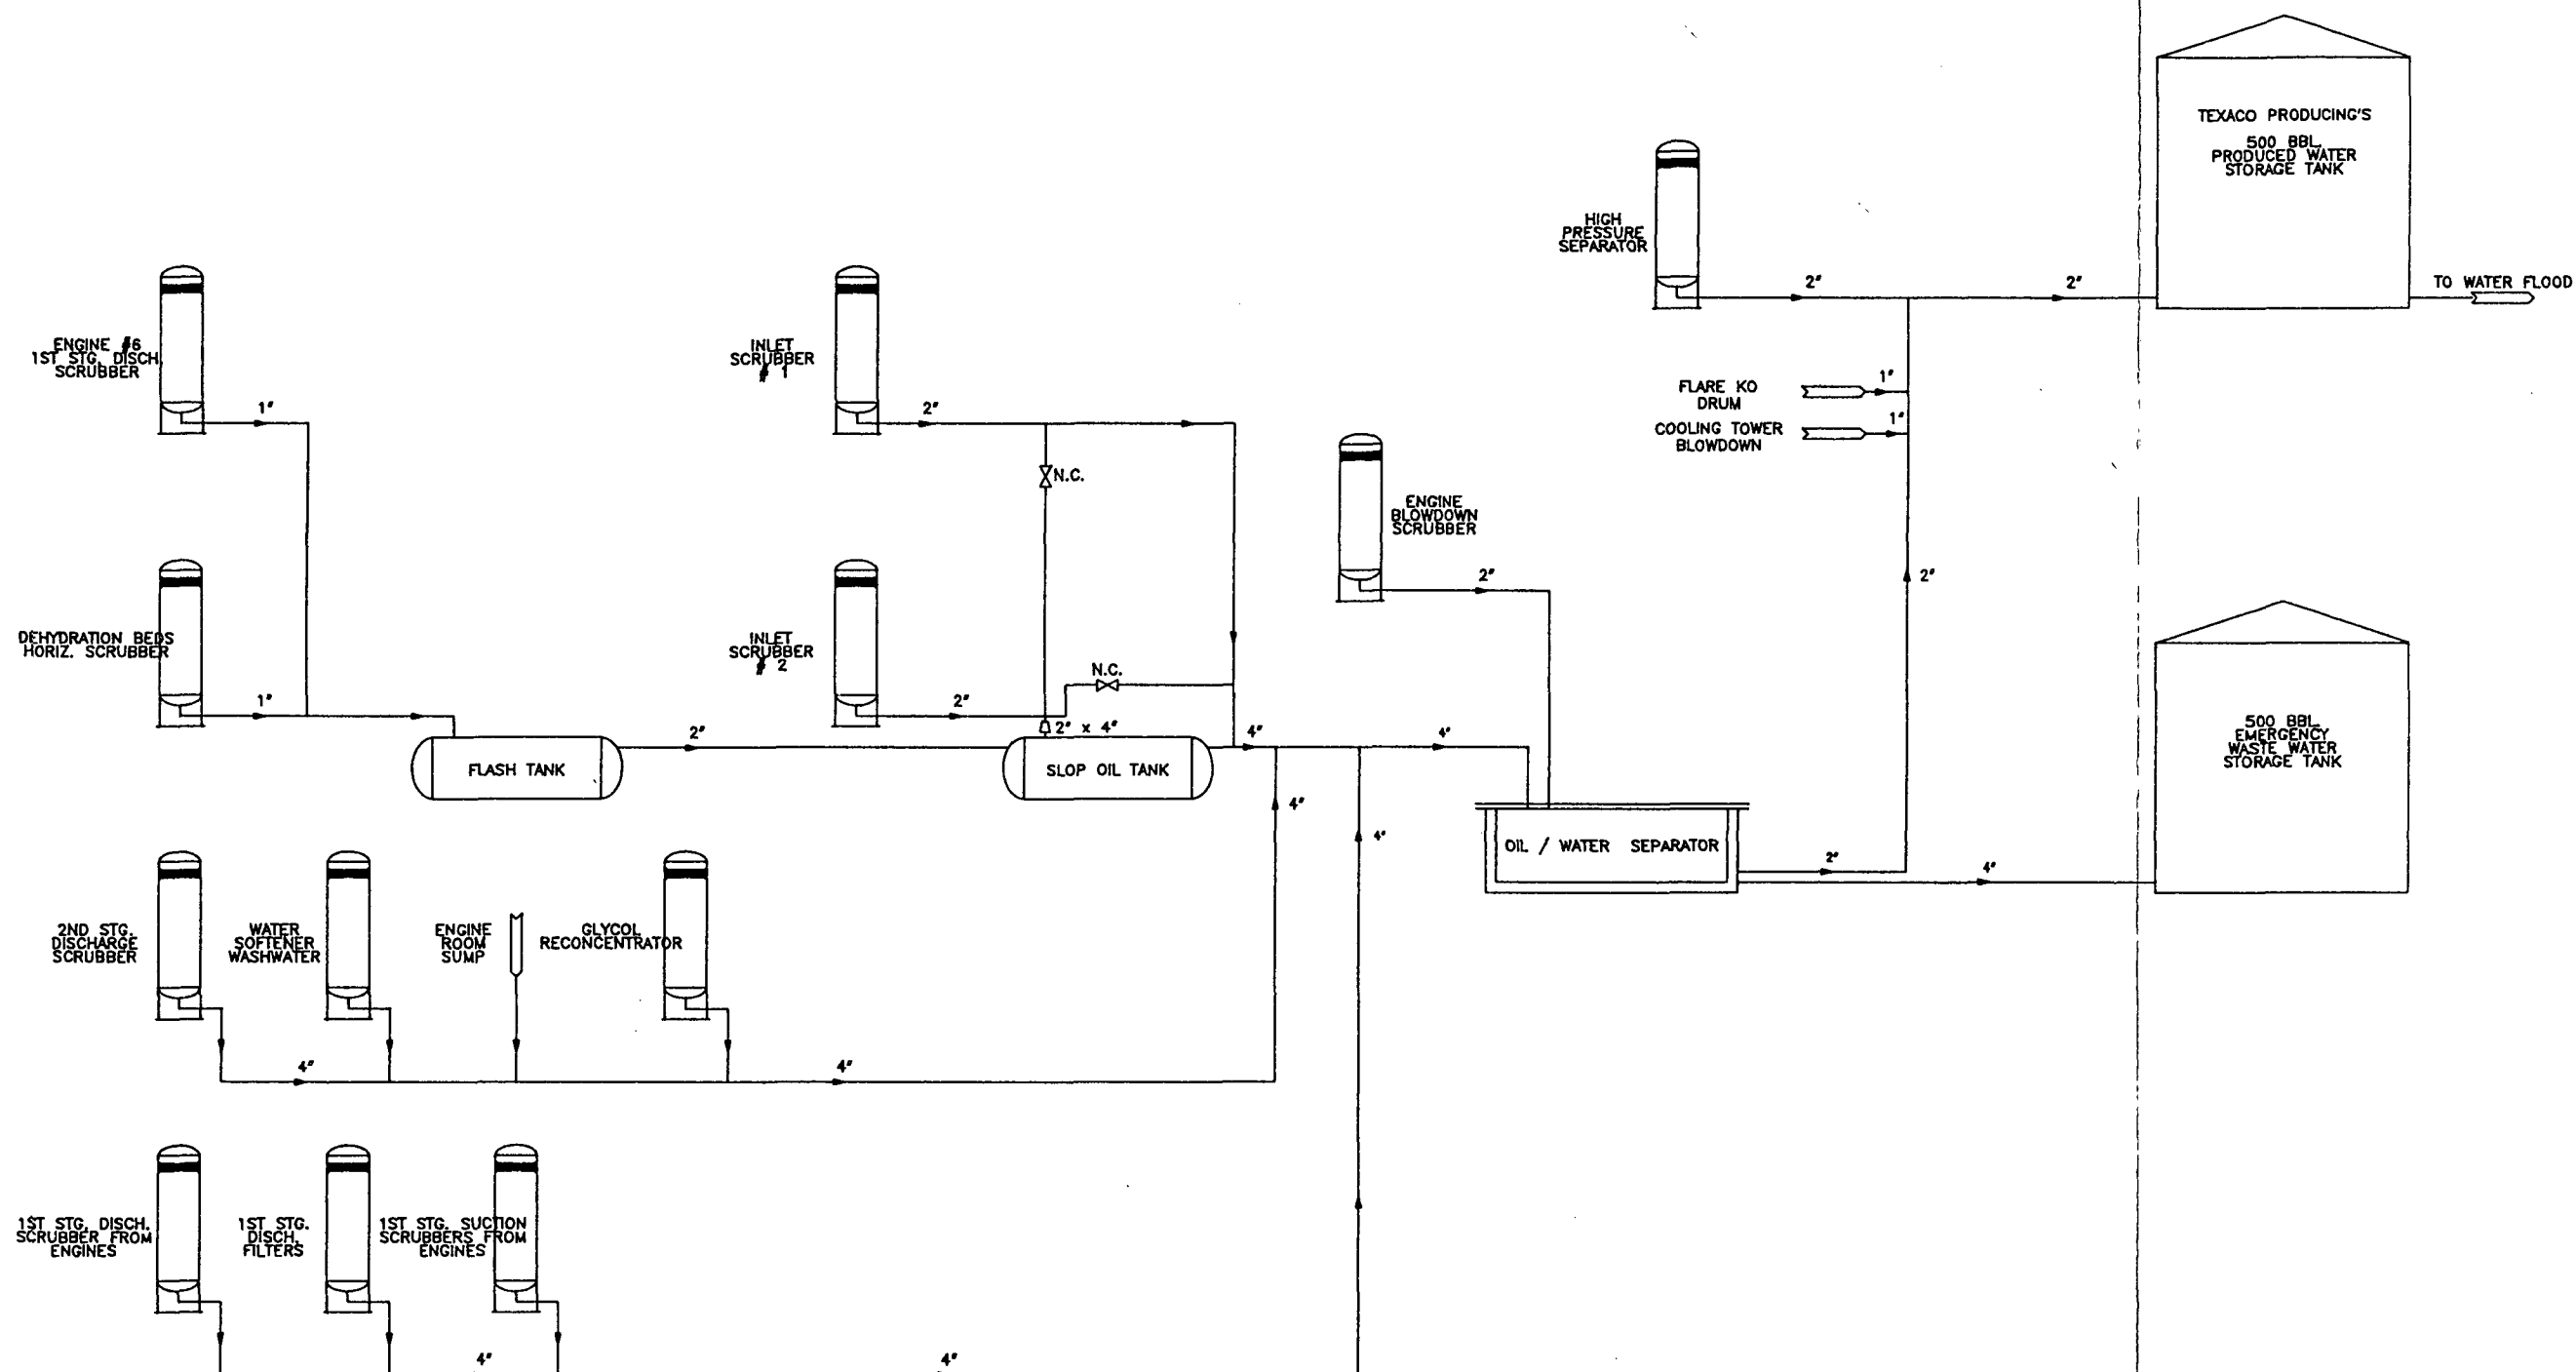 TEXACO PRODUCING'S
500 BBL.
PRODUCED WATER
STORAGE TANK
HIGH
PRESSURE
SEPARATOR
2"
2"
TO WATER FLOOD
ENGINE #6
1ST STG. DISCH
SCRUBBER
1"
INLET
SCRUBBER
# 1
2"
N.C.
FLARE KO
DRUM
1"
COOLING TOWER
BLOWDOWN
1"
ENGINE
BLOWDOWN
SCRUBBER
2"
2"
DEHYDRATION BEDS
HORIZ. SCRUBBER
1"
INLET
SCRUBBER
# 2
2"
N.C.
2" x 4"
2"
4"
4"
FLASH TANK
SLOP OIL TANK
4"
4"
500 BBL.
EMERGENCY
WASTE WATER
STORAGE TANK
OIL / WATER SEPARATOR
2"
4"
2ND STG.
DISCHARGE
SCRUBBER
WATER
SOFTENER
WASHWATER
ENGINE
ROOM
SUMP
GLYCOL
RECONCENTRATOR
4"
4"
1ST STG. DISCH.
SCRUBBER FROM
ENGINES
1ST STG.
DISCH.
FILTERS
1ST STG. SUCTION
SCRUBBERS FROM
ENGINES
4"
4"